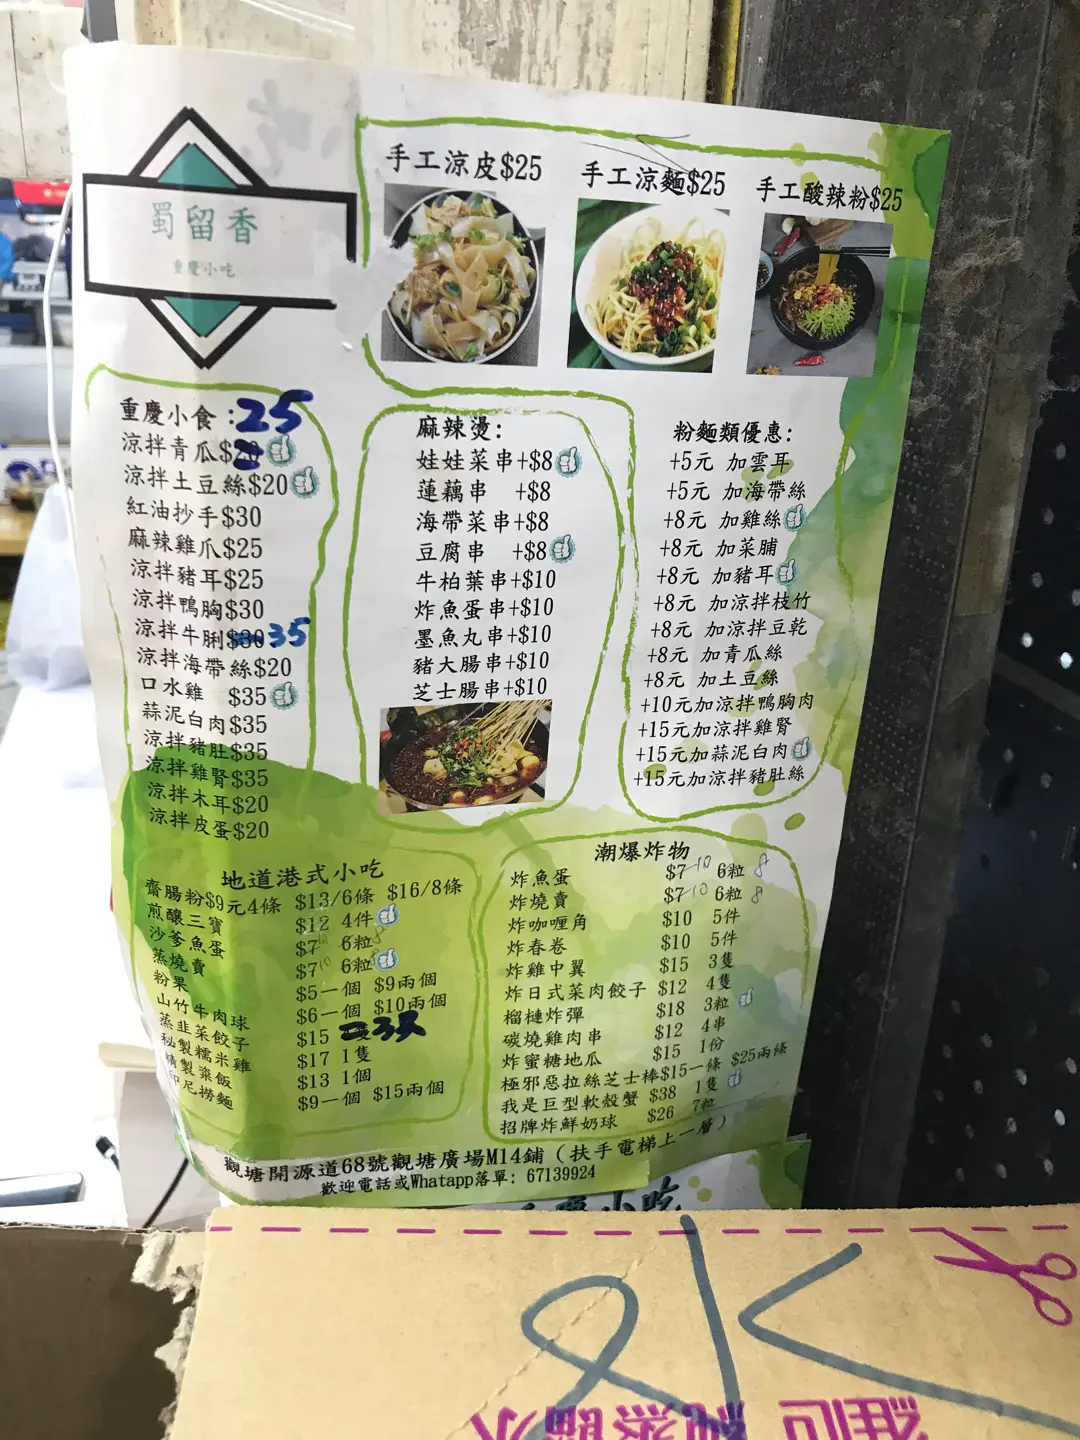 蜀留香
重慶小吃
手工涼皮$25
手工涼麵$25
手工酸辣粉$25
重慶小食:25
涼拌青瓜$20
涼拌土豆絲$20
紅油抄手$30
麻辣雞爪$25
涼拌豬耳$25
涼拌鴨胸$30
涼拌牛脷$30 35
涼拌海帶絲$20
口水雞 $35
蒜泥白肉$35
涼拌豬肚$35
涼拌雞腎$35
涼拌木耳$20
涼拌皮蛋$20
麻辣燙:
娃娃菜串+$8
蓮藕串 +$8
海帶菜串+$8
豆腐串 +$8
牛柏葉串+$10
炸魚蛋串+$10
墨魚丸串+$10
豬大腸串+$10
芝士腸串+$10
粉麵類優惠:
+5元 加雲耳
+5元 加海帶絲
+8元 加雞絲
+8元 加菜脯
+8元 加豬耳
+8元 加涼拌枝竹
+8元 加涼拌豆乾
+8元 加青瓜絲
+8元 加土豆絲
+10元加涼拌鴨胸肉
+15元加涼拌雞腎
+15元加蒜泥白肉
+15元加涼拌豬肚絲
地道港式小吃
齋腸粉$9元4條 $13/6條 $16/8條
煎釀三寶 $12 4件
沙爹魚蛋 $7 10 6粒 8
蒸燒賣 $7 10 6粒 8
粉果 $5一個 $9兩個
山竹牛肉球 $6一個 $10兩個
蒸韭菜餃子 $15
秘製糯米雞 $17 1隻
精製粢飯 $13 1個
印尼撈麵 $9一個 $15兩個
潮爆炸物
炸魚蛋 $7 10 6粒 8
炸燒賣 $7 10 6粒 8
炸咖喱角 $10 5件
炸春卷 $10 5件
炸雞中翼 $15 3隻
炸日式菜肉餃子 $12 4隻
榴槤炸彈 $18 3粒
碳燒雞肉串 $12 4串
炸蜜糖地瓜 $15 1份
極邪惡拉絲芝士棒$15一條 $25兩條
我是巨型軟殼蟹 $38 1隻
招牌炸鮮奶球 $26 7粒
觀塘開源道68號觀塘廣場M14鋪(扶手電梯上一層)
歡迎電話或Whatapp落單: 67139924
小吃